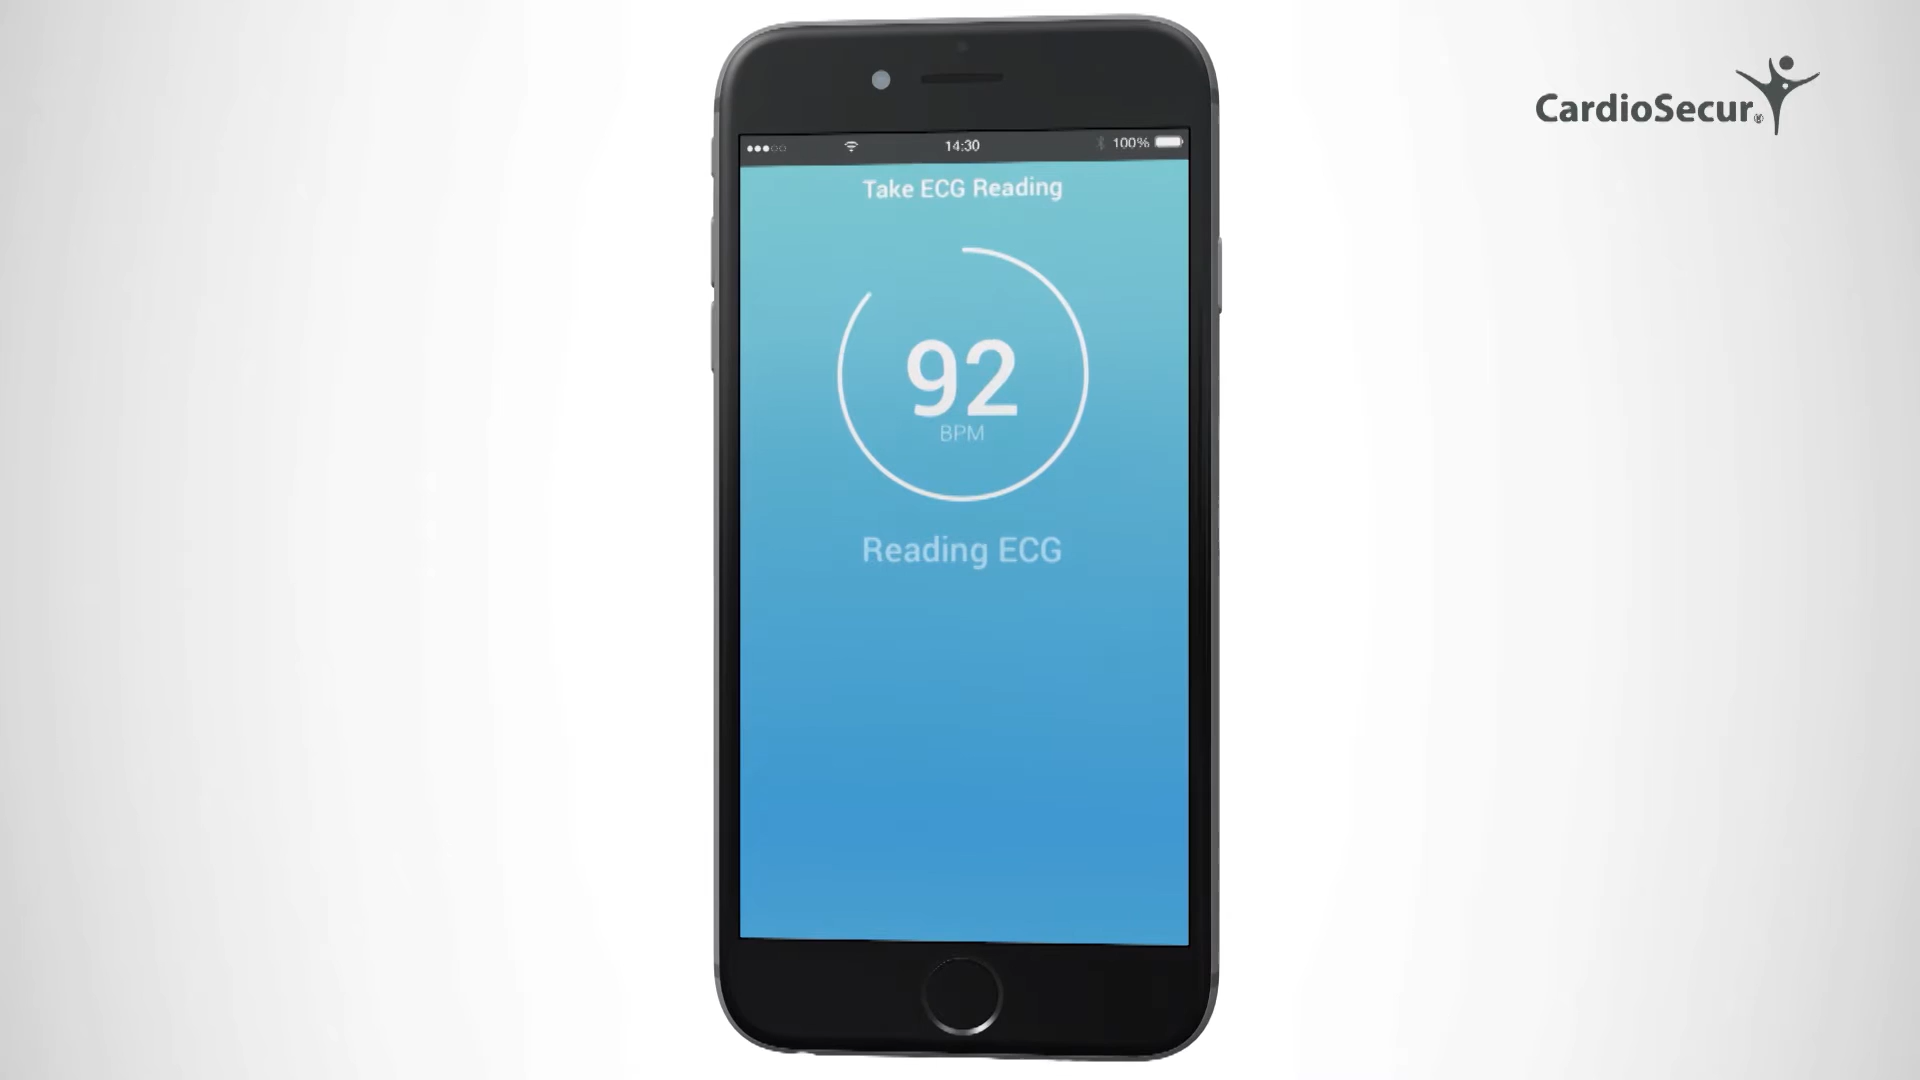 CardioSecur®
14:30
100%
Take ECG Reading
92
BPM
Reading ECG